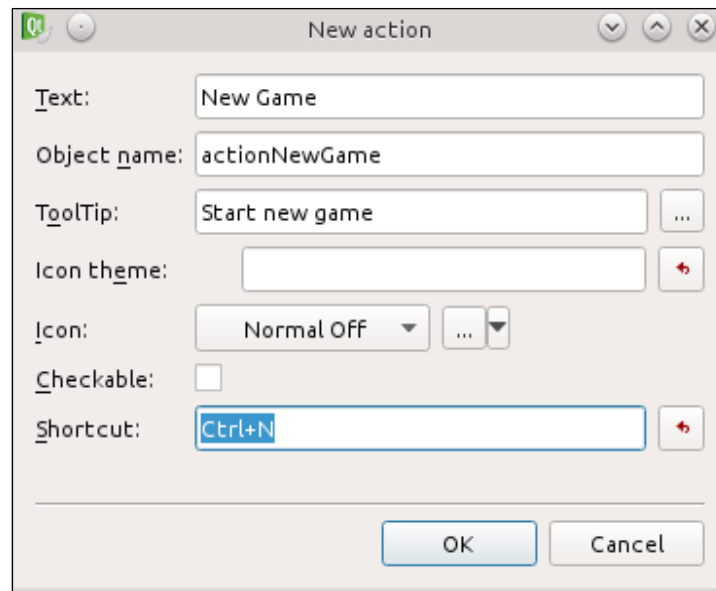 New action
Text: New Game
Object name: actionNewGame
ToolTip: Start new game ...
Icon theme:
Icon: Normal Off ...
Checkable:
Shortcut: Ctrl+N
OK Cancel